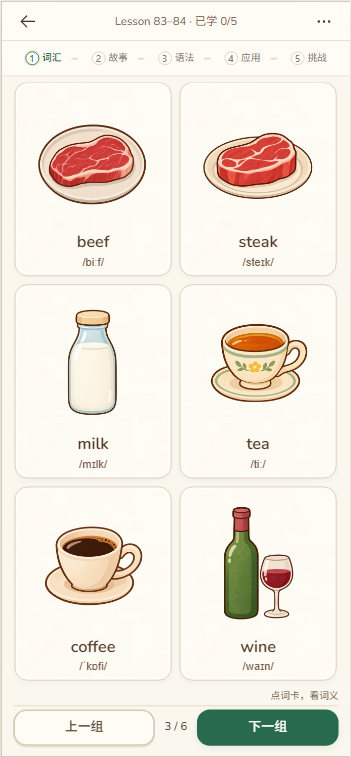 Lesson 83–84 · 已学 0/5
1 词汇 – 2 故事 – 3 语法 – 4 应用 – 5 挑战
beef steak
/biːf/ /steɪk/
milk tea
/mɪlk/ /tiː/
coffee wine
/ˈkɒfi/ /waɪn/
点词卡，看词义
上一组 3 / 6 下一组